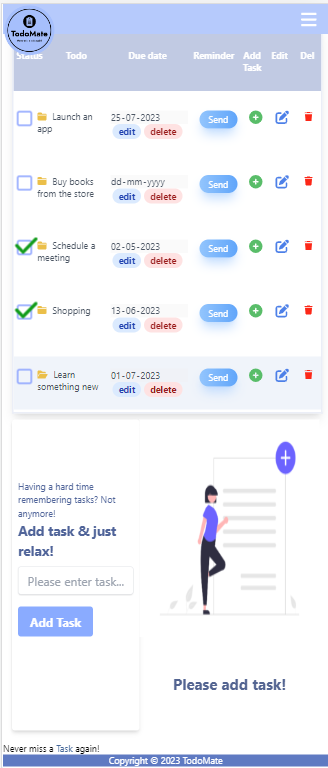 TodoMate
Status Todo Due date Reminder Add Task Edit Del
Launch an
app
25-07-2023
edit delete
Send
Buy books
from the store
dd-mm-yyyy
edit delete
Send
Schedule a
meeting
02-05-2023
edit delete
Send
Shopping
13-06-2023
edit delete
Send
Learn
something new
01-07-2023
edit delete
Send
Having a hard time
remembering tasks? Not
anymore!
Add task & just
relax!
Please enter task...
Add Task
Please add task!
Never miss a Task again!
Copyright © 2023 TodoMate